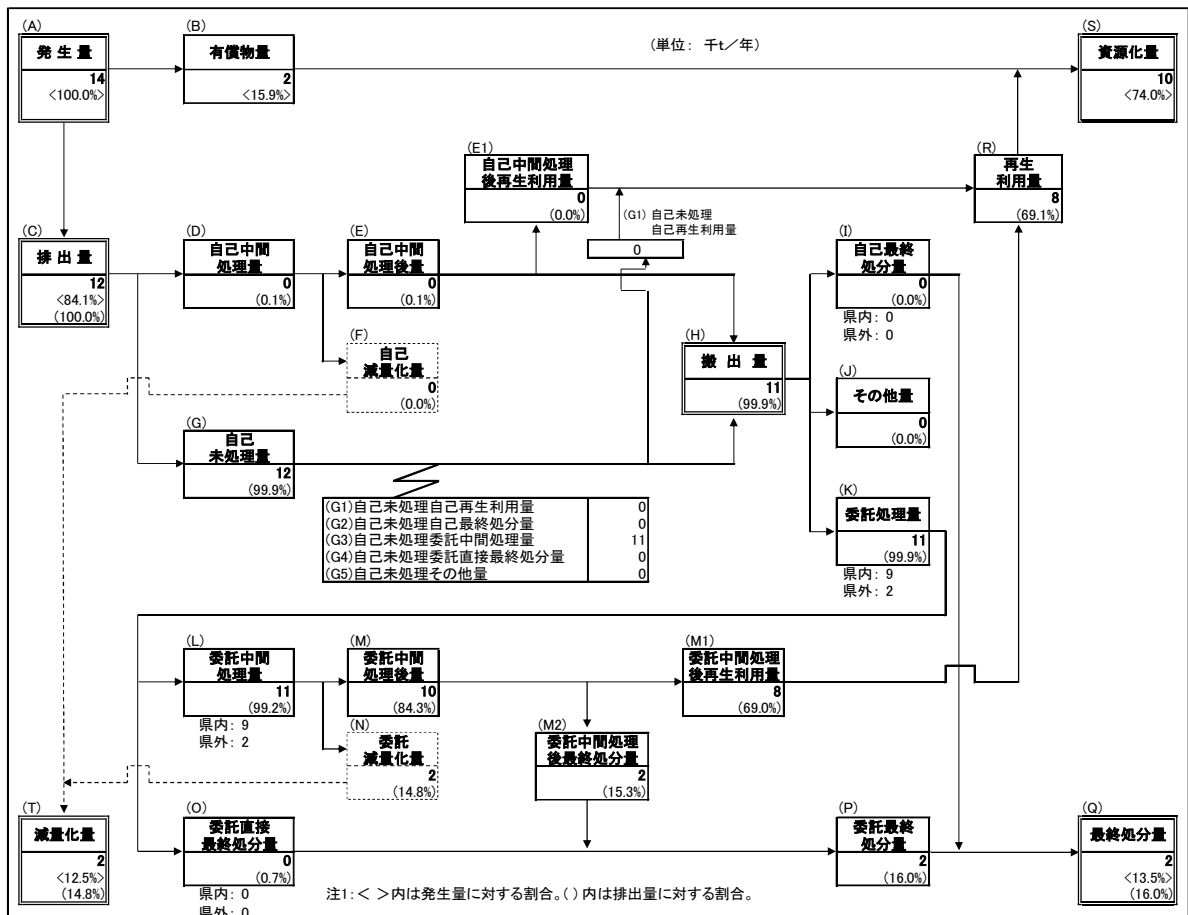 (A)
発 生 量
14
<100.0%>
(B)
有償物量
2
<15.9%>
(単位： 千t／年)
(S)
資源化量
10
<74.0%>
(E1)
自己中間処理
後再生利用量
0
(0.0%)
(G1) 自己未処理
自己再生利用量
0
(R)
再生
利用量
8
(69.1%)
(C)
排 出 量
12
<84.1%>
(100.0%)
(D)
自己中間
処理量
0
(0.1%)
(E)
自己中間
処理後量
0
(0.1%)
(F)
自己
減量化量
0
(0.0%)
(G)
自己
未処理量
12
(99.9%)
(G1)自己未処理自己再生利用量 0
(G2)自己未処理自己最終処分量 0
(G3)自己未処理委託中間処理量 11
(G4)自己未処理委託直接最終処分量 0
(G5)自己未処理その他量 0
(H)
搬 出 量
11
(99.9%)
(I)
自己最終
処分量
0
(0.0%)
県内： 0
県外： 0
(J)
その他量
0
(0.0%)
(K)
委託処理量
11
(99.9%)
県内： 9
県外： 2
(L)
委託中間
処理量
11
(99.2%)
県内： 9
県外： 2
(M)
委託中間
処理後量
10
(84.3%)
(N)
委託
減量化量
2
(14.8%)
(M1)
委託中間処理
後再生利用量
8
(69.0%)
(M2)
委託中間処理
後最終処分量
2
(15.3%)
(T)
減量化量
2
<12.5%>
(14.8%)
(O)
委託直接
最終処分量
0
(0.7%)
県内： 0
県外： 0
(P)
委託最終
処分量
2
(16.0%)
(Q)
最終処分量
2
<13.5%>
(16.0%)
注1：＜ ＞内は発生量に対する割合。( ) 内は排出量に対する割合。